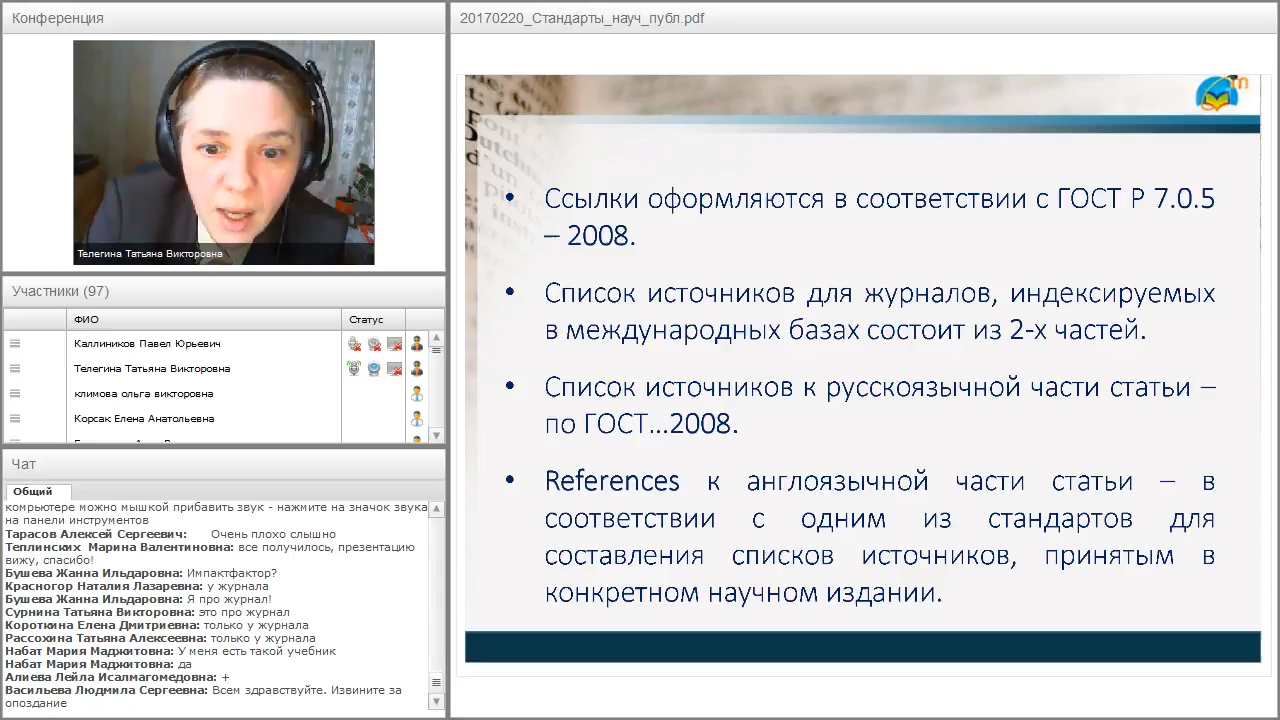 Конференция
Телегина Татьяна Викторовна
Участники (97)
ФИО
Статус
Каллиников Павел Юрьевич
Телегина Татьяна Викторовна
климова ольга викторовна
Корсак Елена Анатольевна
Чат
Общий
компьютере можно мышкой прибавить звук - нажмите на значок звука
на панели инструментов
Тарасов Алексей Сергеевич: Очень плохо слышно
Теплинских Марина Валентиновна: все получилось, презентацию
вижу, спасибо!
Бушева Жанна Ильдаровна: Импактфактор?
Красногор Наталия Лазаревна: у журнала
Бушева Жанна Ильдаровна: Я про журнал!
Сурнина Татьяна Викторовна: это про журнал
Короткина Елена Дмитриевна: только у журнала
Рассохина Татьяна Алексеевна: только у журнала
Набат Мария Маджитовна: У меня есть такой учебник
Набат Мария Маджитовна: да
Алиева Лейла Исалмагомедовна: +
Васильева Людмила Сергеевна: Всем здравствуйте. Извините за
опоздание
20170220_Стандарты_науч_публ.pdf
• Ссылки оформляются в соответствии с ГОСТ Р 7.0.5
– 2008.
• Список источников для журналов, индексируемых
в международных базах состоит из 2-х частей.
• Список источников к русскоязычной части статьи –
по ГОСТ...2008.
• References к англоязычной части статьи – в
соответствии с одним из стандартов для
составления списков источников, принятым в
конкретном научном издании.